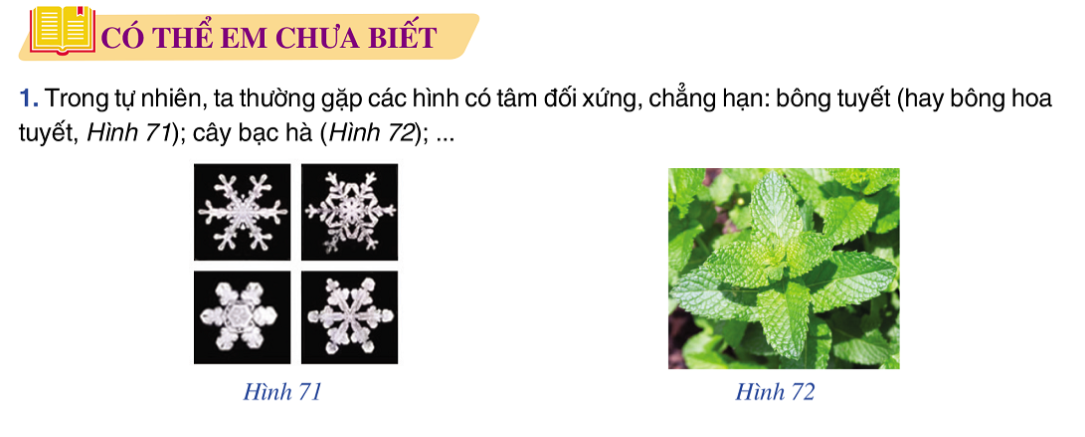 CÓ THỂ EM CHƯA BIẾT
1. Trong tự nhiên, ta thường gặp các hình có tâm đối xứng, chẳng hạn: bông tuyết (hay bông hoa
tuyết, Hình 71); cây bạc hà (Hình 72); ...
Hình 71
Hình 72